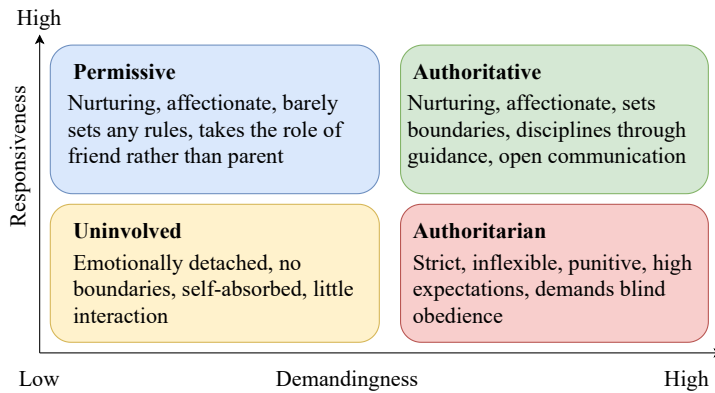 High
Responsiveness
Permissive
Nurturing, affectionate, barely
sets any rules, takes the role of
friend rather than parent
Authoritative
Nurturing, affectionate, sets
boundaries, disciplines through
guidance, open communication
Uninvolved
Emotionally detached, no
boundaries, self-absorbed, little
interaction
Authoritarian
Strict, inflexible, punitive, high
expectations, demands blind
obedience
Low
Demandingness
High